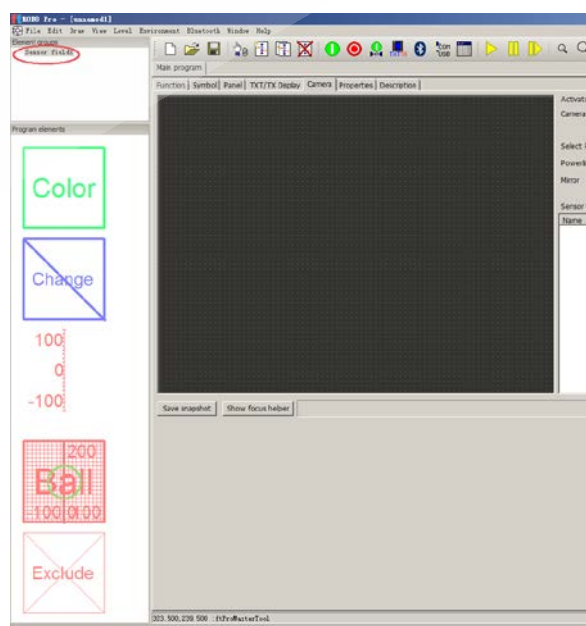 ROBO Pro - [unnamed1]
File Edit Draw View Level Environment Bluetooth Window Help
Element groups
Sensor fields
Main program
Function Symbol Panel TXT/TX Display Camera Properties Description
Activat
Camera
Program elements
Select
Color
Mirror
Sensor
Name
Change
100
0
-100
Save snapshot Show focus helper
200
Ball
-100 0 100
Exclude
303.500,239.500 :ftProMasterTool